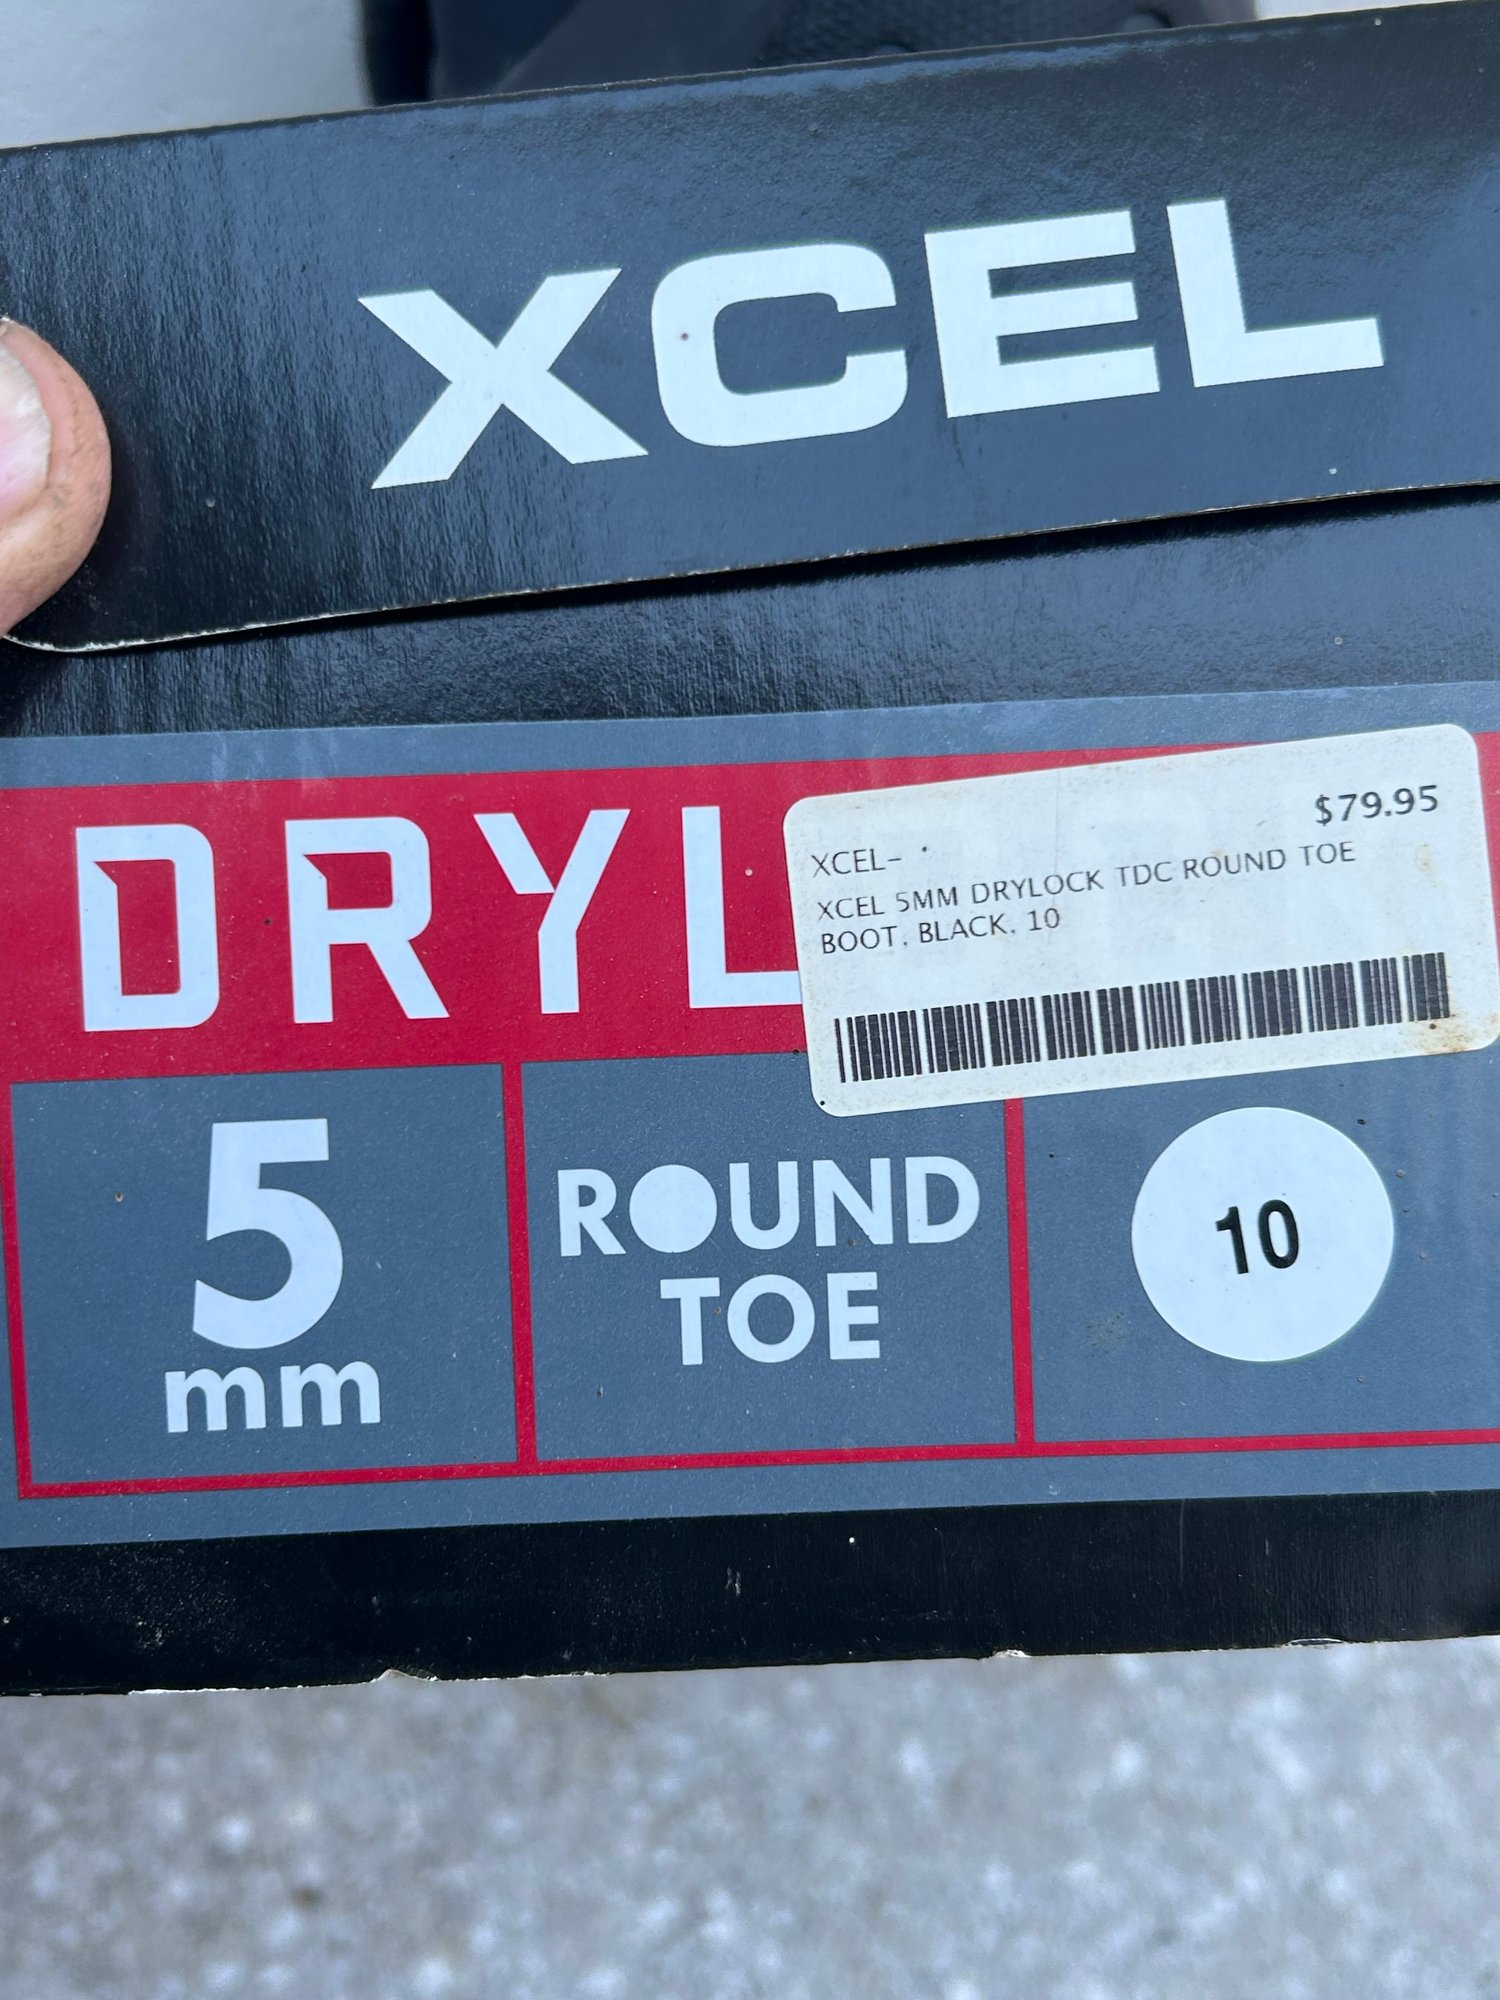 XCEL
DRYL
$79.95
XCEL-
XCEL 5MM DRYLOCK TDC ROUND TOE
BOOT, BLACK, 10
5
mm
ROUND
TOE
10